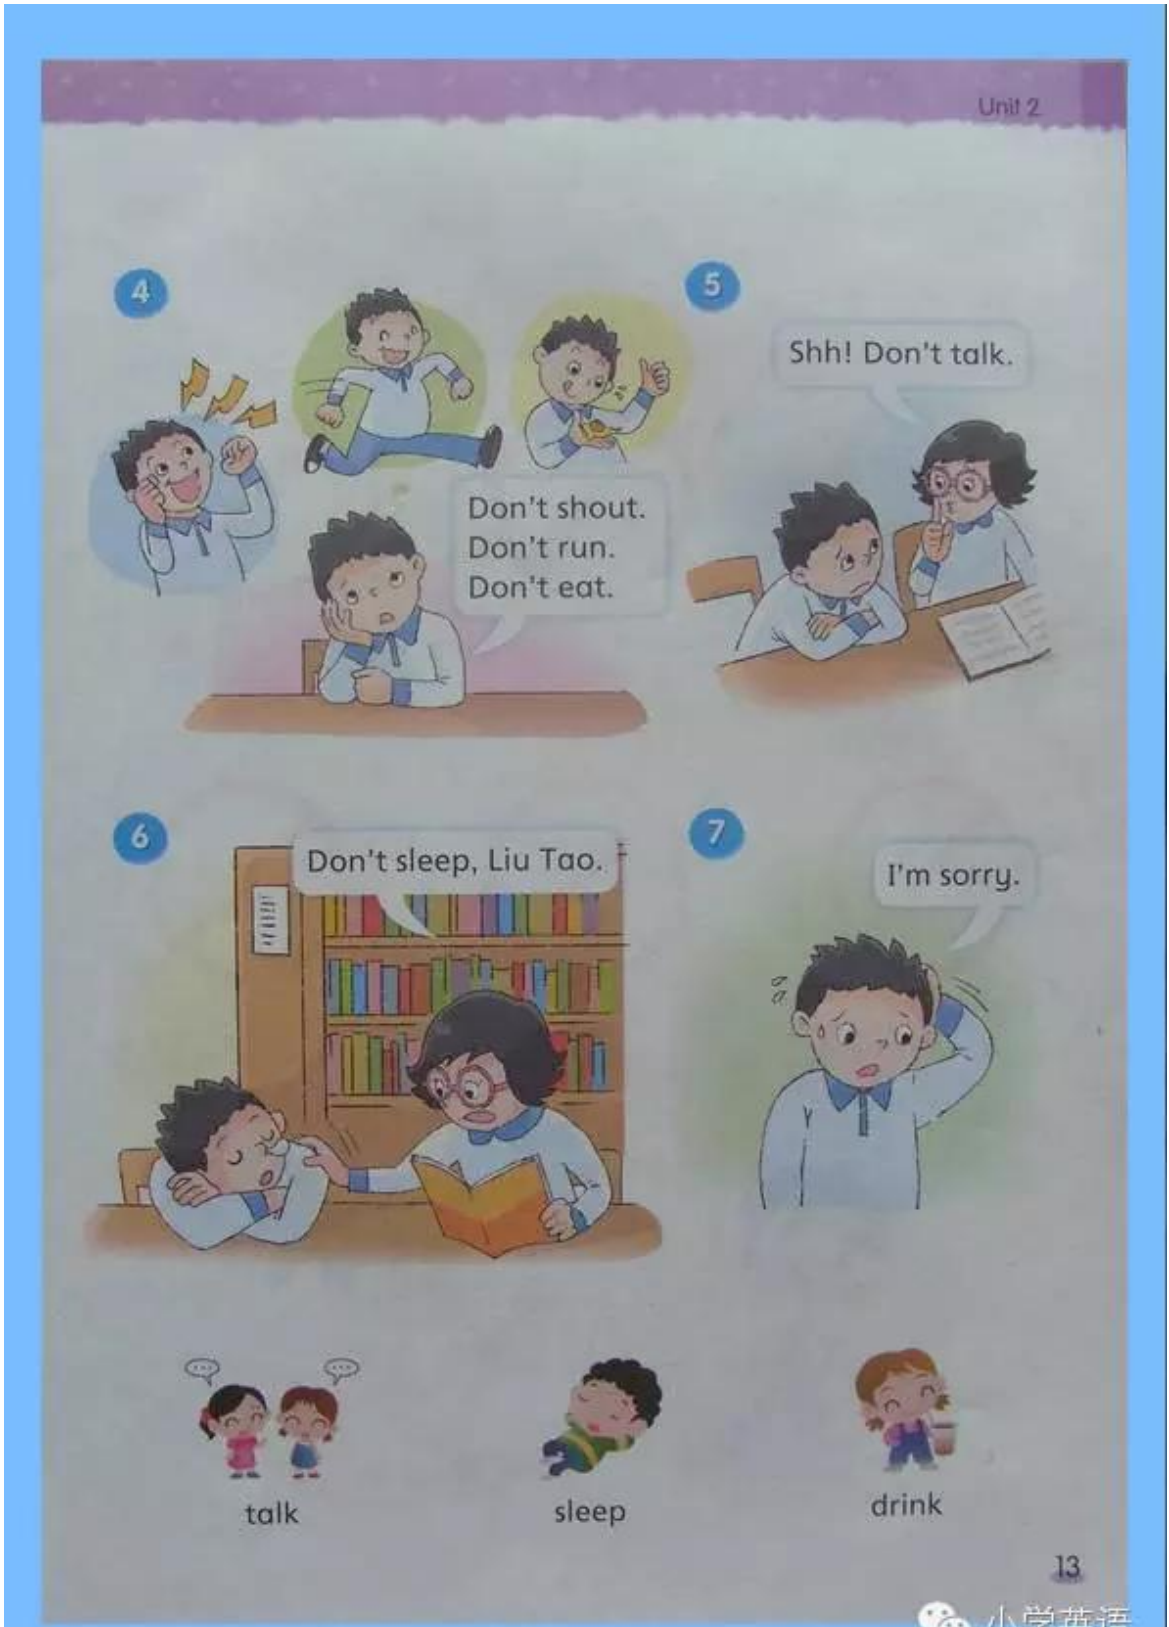 Unit 2
4
Don't shout.
Don't run.
Don't eat.
5
Shh! Don't talk.
6
Don't sleep, Liu Tao.
7
I'm sorry.
talk
sleep
drink
13
小学英语